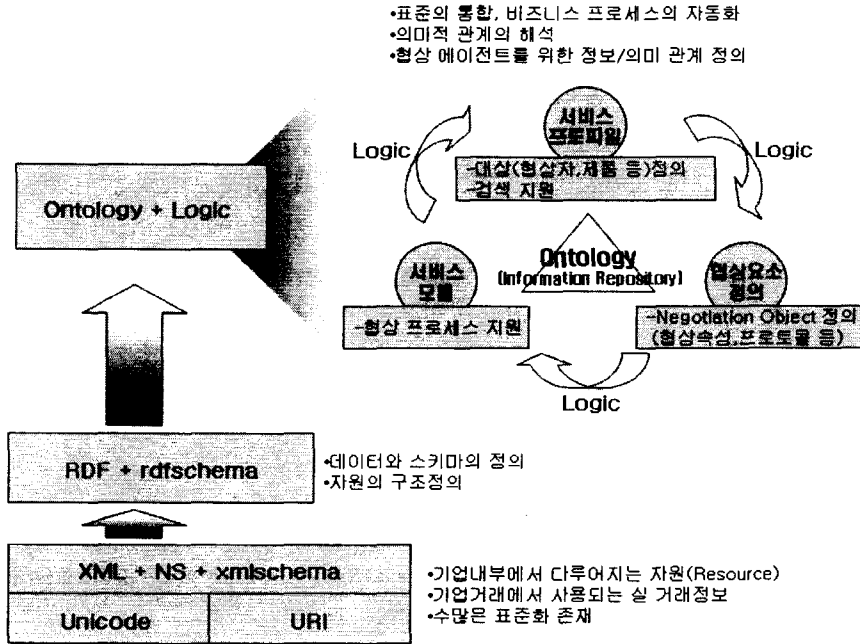 •표준의 통합, 비즈니스 프로세스의 자동화
•의미적 관계의 해석
•협상 에이전트를 위한 정보/의미 관계 정의
서비스
프로파일
Logic
Logic
-대상(협상자,제품 등)정의
-검색 지원
Ontology + Logic
Ontology
(Information Repository)
서비스
모델
협상요소
정의
-협상 프로세스 지원
-Negotiation Object 정의
(협상속성,프로토콜 등)
Logic
RDF + rdfschema
•데이터와 스키마의 정의
•자원의 구조정의
XML + NS + xmlschema
Unicode
URI
•기업내부에서 다루어지는 자원(Resource)
•기업거래에서 사용되는 실 거래정보
•수많은 표준화 존재